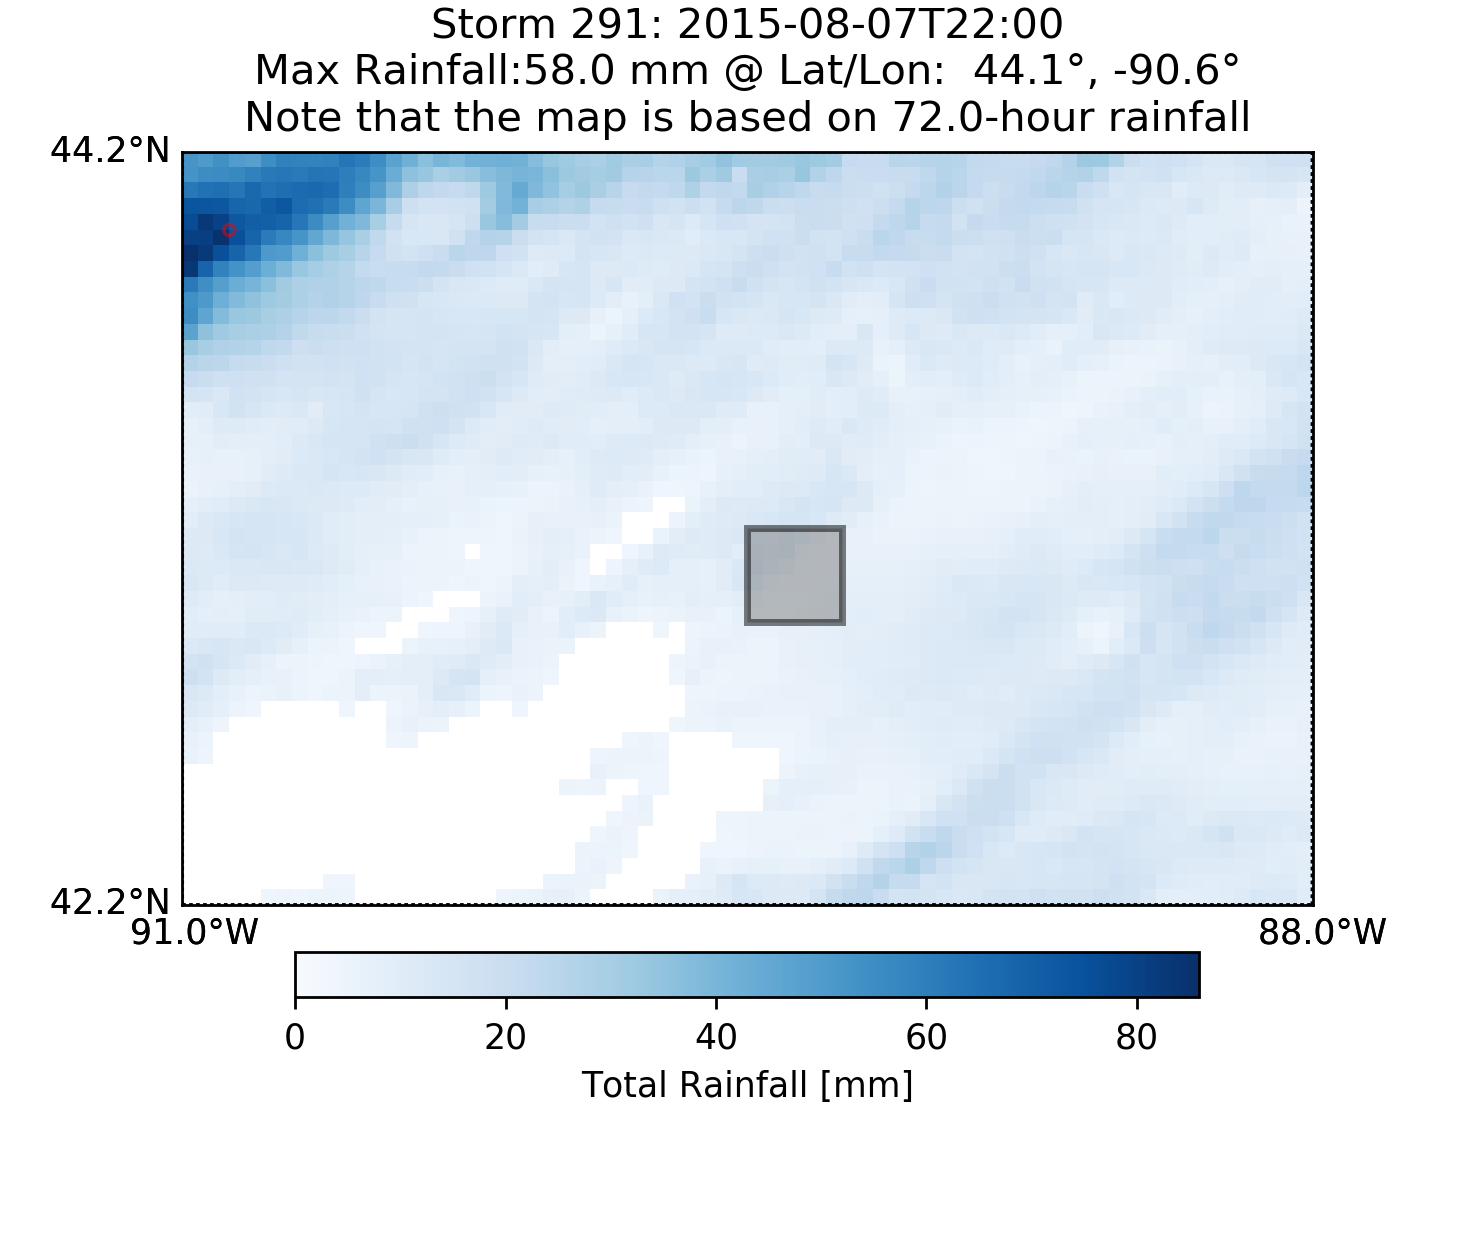 Storm 291: 2015-08-07T22:00
Max Rainfall:58.0 mm @ Lat/Lon:  44.1°, -90.6°
Note that the map is based on 72.0-hour rainfall
44.2°N
42.2°N
91.0°W 88.0°W
0 20 40 60 80
Total Rainfall [mm]